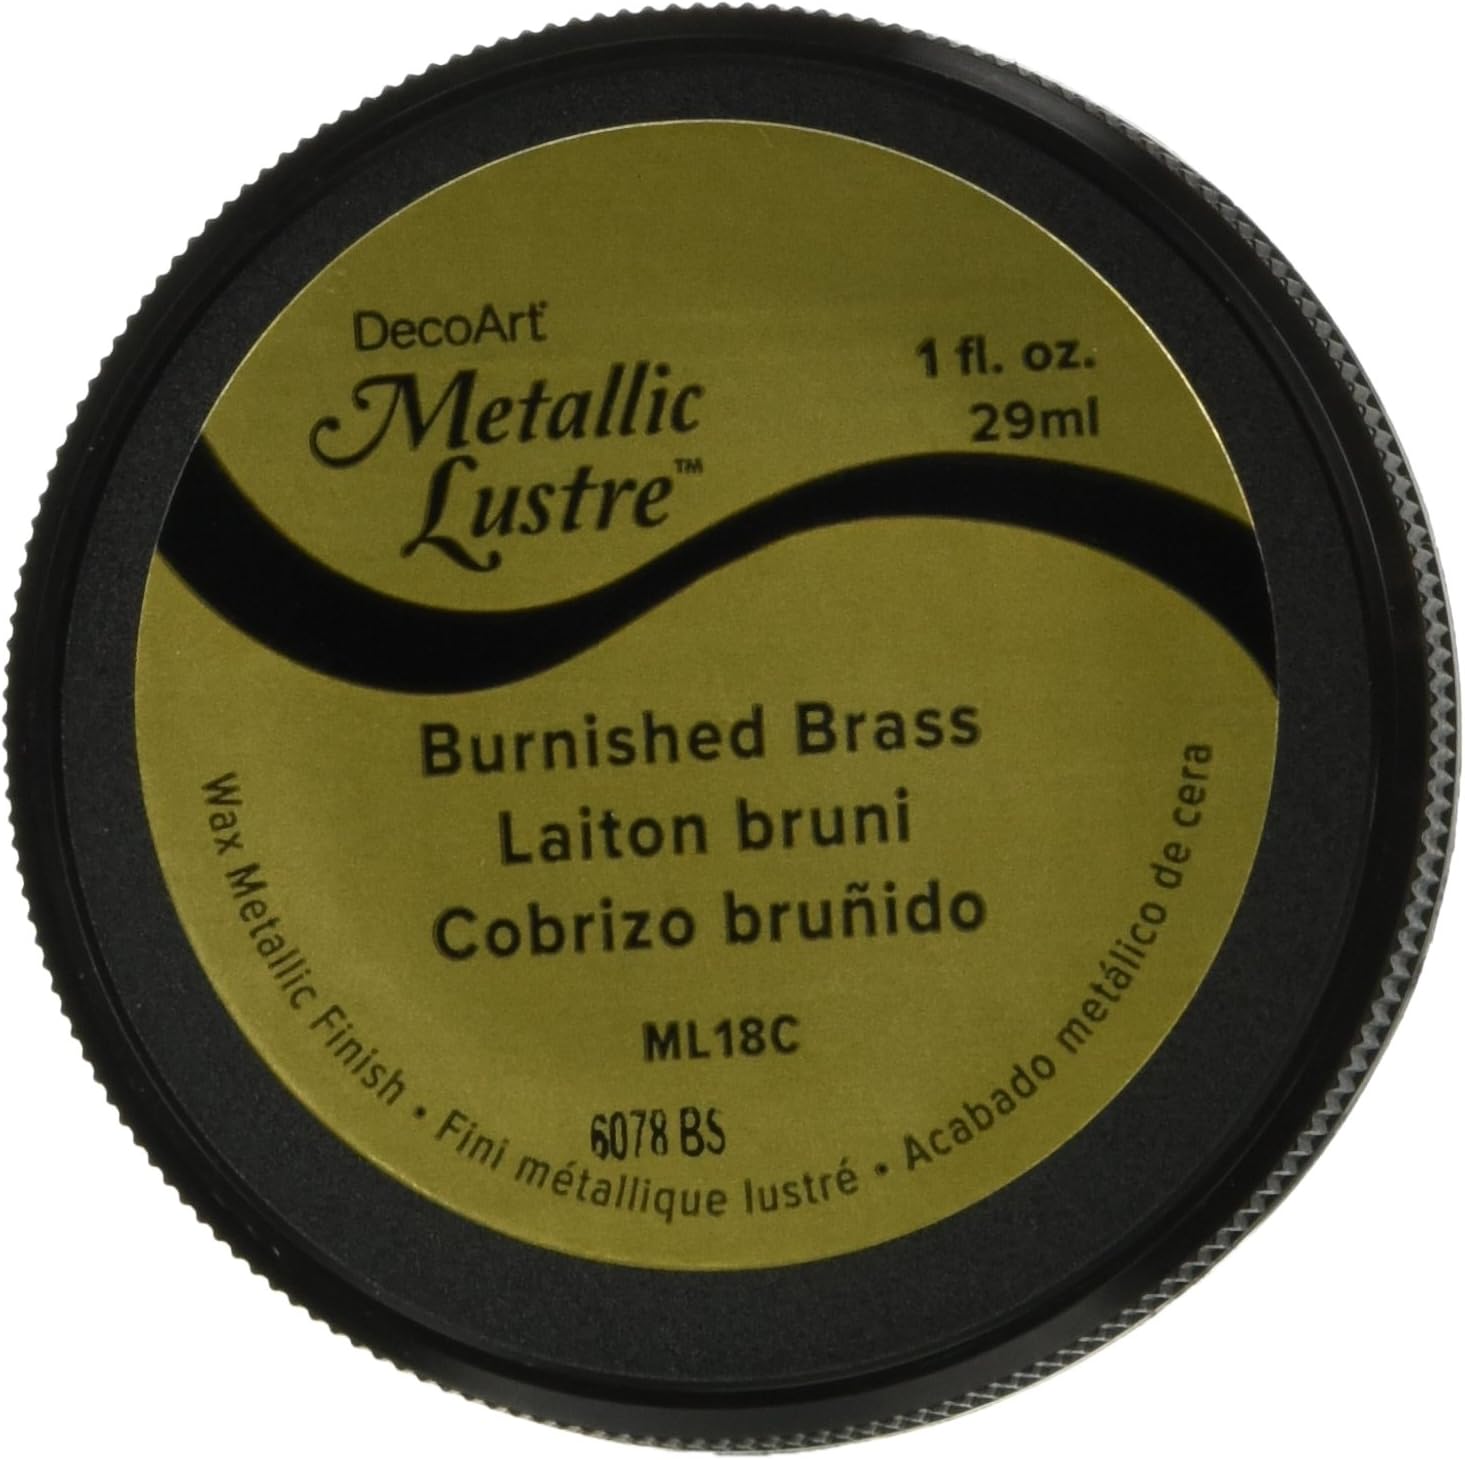 DecoArt®
Metallic
Lustre™
1 fl. oz.
29ml
Burnished Brass
Laiton bruni
Cobrizo bruñido
ML18C
6078 BS
Wax Metallic Finish • Fini métallique lustré • Acabado metálico de cera